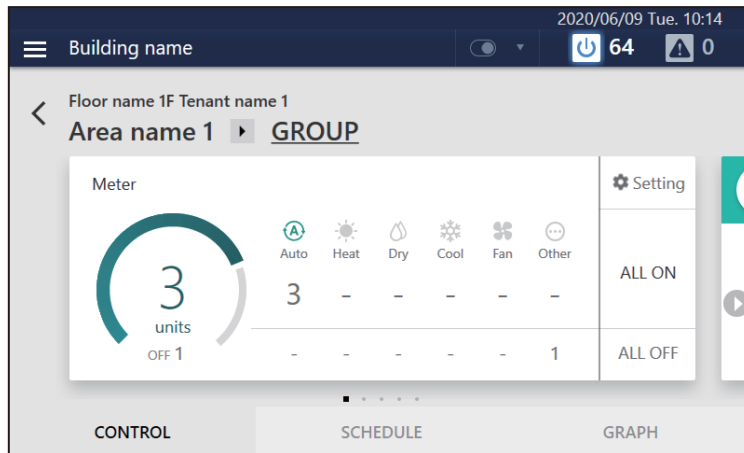 2020/06/09 Tue. 10:14
Building name
64
0
Floor name 1F Tenant name 1
Area name 1 GROUP
Meter
Setting
3
units
OFF 1
A
Auto Heat Dry Cool Fan Other
3 - - - - -
- - - - - 1
ALL ON
ALL OFF
CONTROL SCHEDULE GRAPH